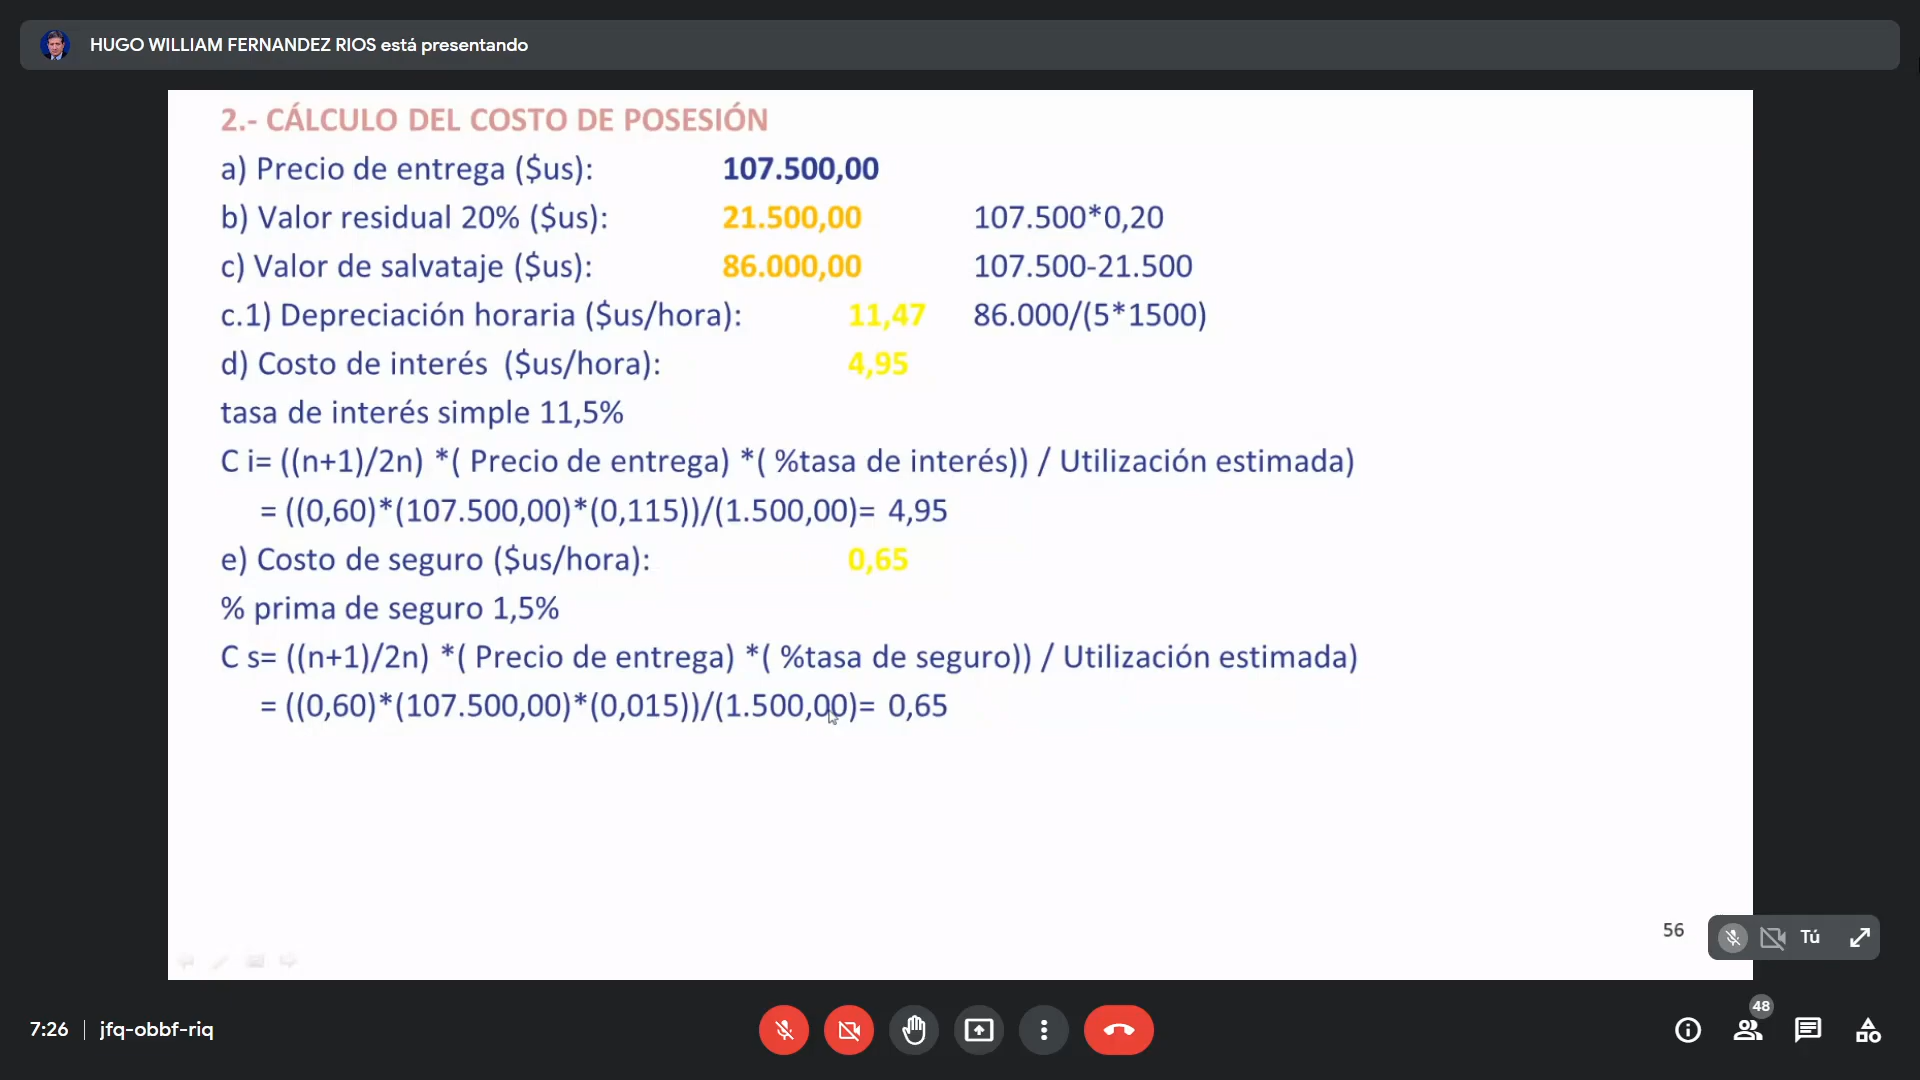 HUGO WILLIAM FERNANDEZ RIOS está presentando
2.- CÁLCULO DEL COSTO DE POSESIÓN
a) Precio de entrega ($us): 107.500,00
b) Valor residual 20% ($us): 21.500,00 107.500*0,20
c) Valor de salvataje ($us): 86.000,00 107.500-21.500
c.1) Depreciación horaria ($us/hora): 11,47 86.000/(5*1500)
d) Costo de interés ($us/hora): 4,95
tasa de interés simple 11,5%
C i= ((n+1)/2n) *( Precio de entrega) *( %tasa de interés)) / Utilización estimada)
= ((0,60)*(107.500,00)*(0,115))/(1.500,00)= 4,95
e) Costo de seguro ($us/hora): 0,65
% prima de seguro 1,5%
C s= ((n+1)/2n) *( Precio de entrega) *( %tasa de seguro)) / Utilización estimada)
= ((0,60)*(107.500,00)*(0,015))/(1.500,00)= 0,65
56
Tú
7:26 | jfq-obbf-riq
48